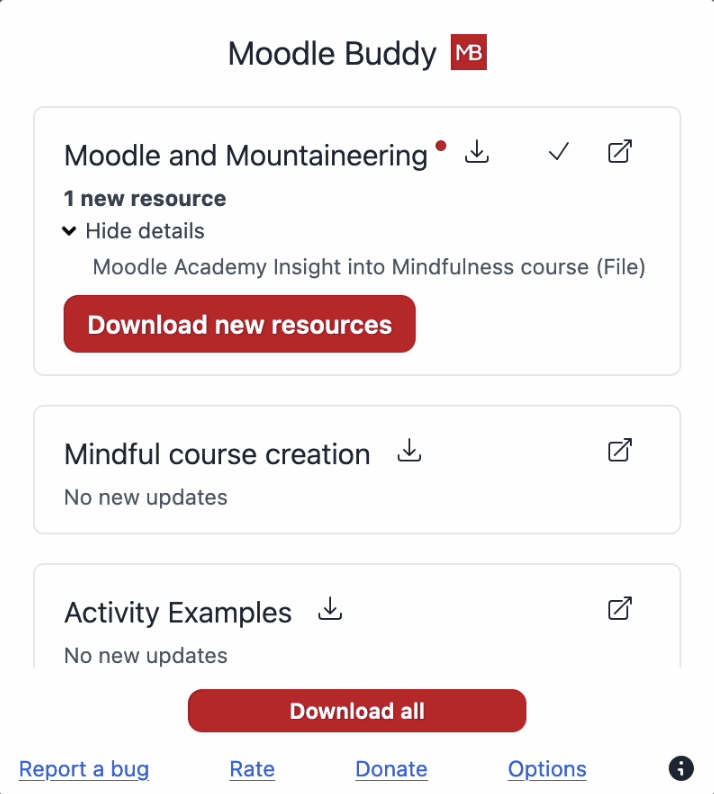 Moodle Buddy MB
Moodle and Mountaineering
1 new resource
Hide details
Moodle Academy Insight into Mindfulness course (File)
Download new resources
Mindful course creation
No new updates
Activity Examples
No new updates
Download all
Report a bug Rate Donate Options